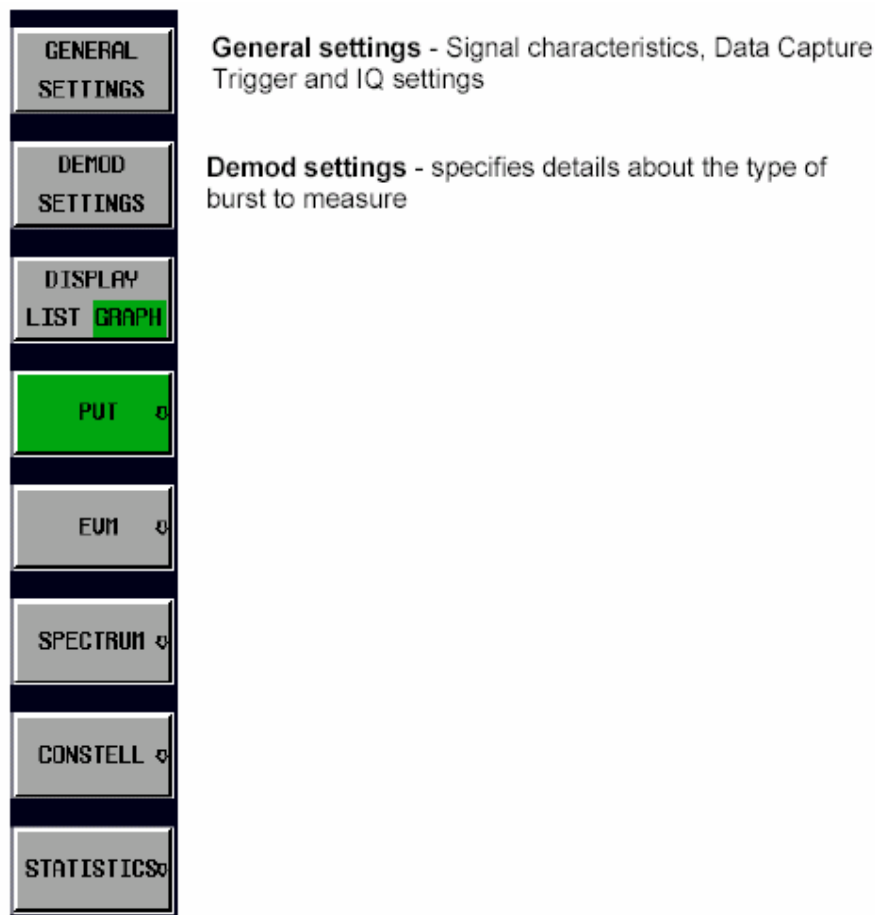 GENERAL
SETTINGS
General settings - Signal characteristics, Data Capture
Trigger and IQ settings
DEMOD
SETTINGS
Demod settings - specifies details about the type of
burst to measure
DISPLAY
LIST GRAPH
PVT
EVM
SPECTRUM
CONSTELL
STATISTICS